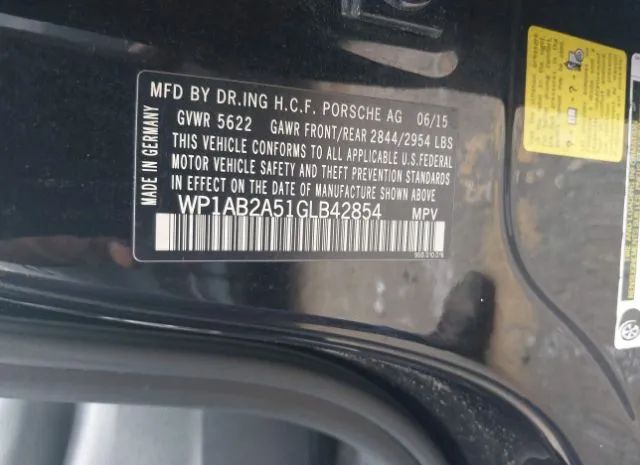 MFD BY DR.ING H.C.F. PORSCHE AG 06/15
GVWR 5622 GAWR FRONT/REAR 2844/2954 LBS
THIS VEHICLE CONFORMS TO ALL APPLICABLE U.S.FEDERAL
MOTOR VEHICLE SAFETY AND THEFT PREVENTION STANDARDS
IN EFFECT ON THE DATE OF MANUFACTURE SHOWN ABOVE.
WP1AB2A51GLB42854 MPV
MADE IN GERMANY